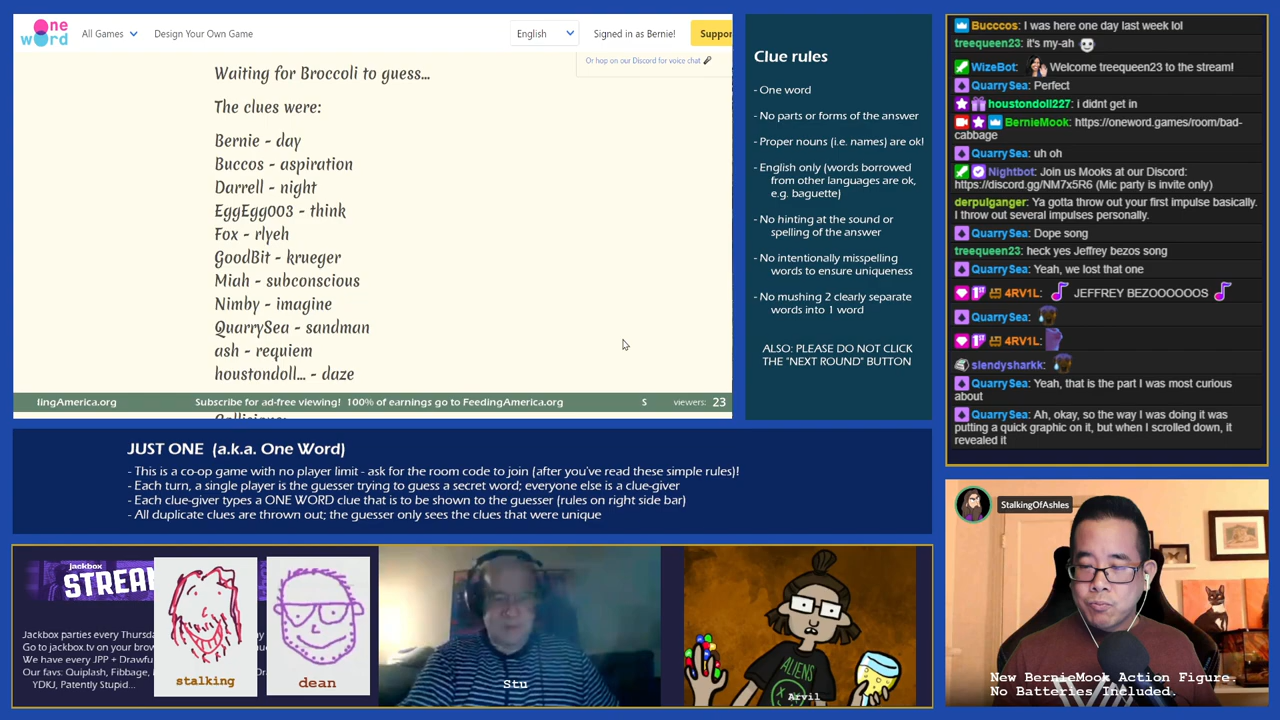 One
word
All Games
Design Your Own Game
English
Signed in as Bernie!
Suppor
Or hop on our Discord for voice chat
Waiting for Broccoli to guess...
The clues were:
Bernie - day
Buccos - aspiration
Darrell - night
EggEgg003 - think
Fox - rlyeh
GoodBit - krueger
Miah - subconscious
Nimby - imagine
QuarrySea - sandman
ash - requiem
houstondoll... - daze
dingAmerica.org
Subscribe for ad-free viewing! 100% of earnings go to FeedingAmerica.org
S
viewers: 23
Clue rules
- One word
- No parts or forms of the answer
- Proper nouns (i.e. names) are ok!
- English only (words borrowed
from other languages are ok,
e.g. baguette)
- No hinting at the sound or
spelling of the answer
- No intentionally misspelling
words to ensure uniqueness
- No mushing 2 clearly separate
words into 1 word
ALSO: PLEASE DO NOT CLICK
THE "NEXT ROUND" BUTTON
Bucccos: I was here one day last week lol
treequeen23: it's my-ah
WizeBot: Welcome treequeen23 to the stream!
QuarrySea: Perfect
houstondoll227: i didnt get in
BernieMook: https://oneword.games/room/bad-
cabbage
QuarrySea: uh oh
Nightbot: Join us Mooks at our Discord:
https://discord.gg/NM7x5R6 (Mic party is invite only)
derpulganger: Ya gotta throw out your first impulse basically.
I throw out several impulses personally.
QuarrySea: Dope song
treequeen23: heck yes Jeffrey bezos song
QuarrySea: Yeah, we lost that one
4RV1L: JEFFREY BEZOOOOOOS
QuarrySea:
4RV1L:
slendysharkk:
QuarrySea: Yeah, that is the part I was most curious
about
QuarrySea: Ah, okay, so the way I was doing it was
putting a quick graphic on it, but when I scrolled down, it
revealed it
JUST ONE (a.k.a. One Word)
- This is a co-op game with no player limit - ask for the room code to join (after you've read these simple rules)!
- Each turn, a single player is the guesser trying to guess a secret word; everyone else is a clue-giver
- Each clue-giver types a ONE WORD clue that is to be shown to the guesser (rules on right side bar)
- All duplicate clues are thrown out; the guesser only sees the clues that were unique
jackbox
STREA
Jackbox parties every Thursda
Go to jackbox.tv on your brow
We have every JPP + Drawfu
Our favs: Quiplash, Fibbage,
YDKJ, Patently Stupid...
stalking
dean
Stu
ALIENS
Arvil
StalkingOfAshles
New BernieMook Action Figu
No Batteries Included.